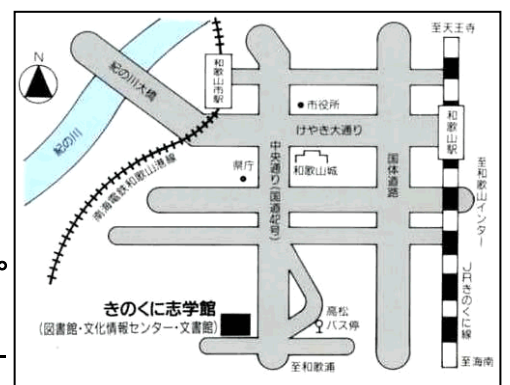 至天王寺
N
紀の川大橋
和歌山市駅
市役所
和歌山駅
けやき大通り
紀の川
県庁
和歌山城
中央通り(国道42号)
国体道路
至和歌山インター
南海電鉄和歌山港線
JRきのくに線
きのくに志学館
(図書館・文化情報センター・文書館)
高松
バス停
至和歌浦
至海南